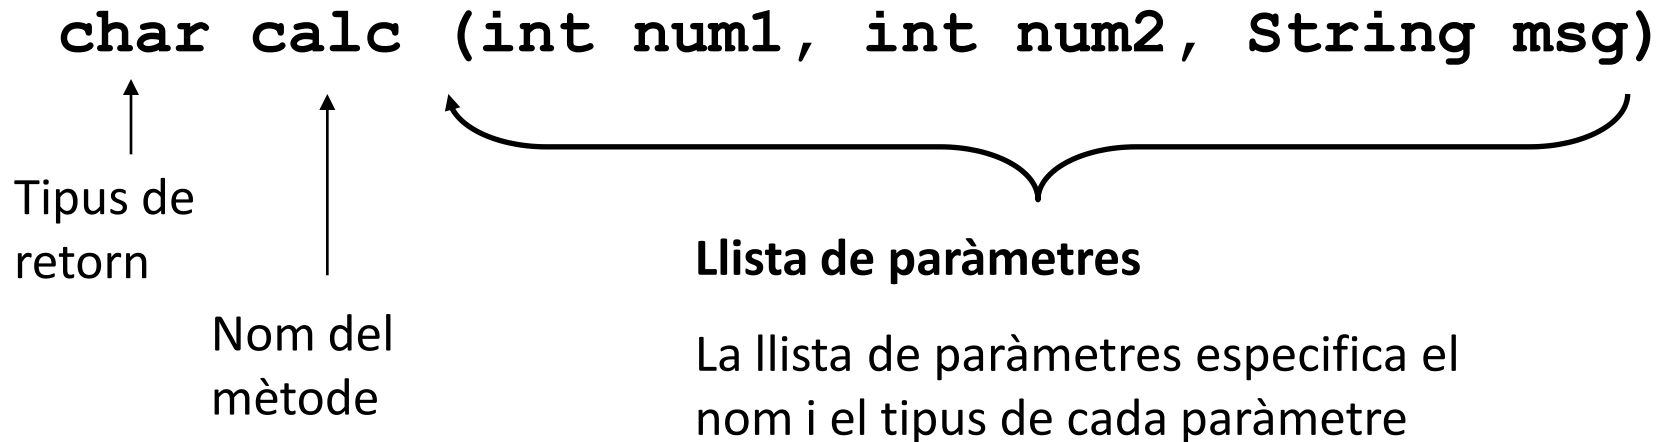 char calc (int num1, int num2, String msg)
Tipus de
retorn
Nom del
mètode
Llista de paràmetres
La llista de paràmetres especifica el
nom i el tipus de cada paràmetre